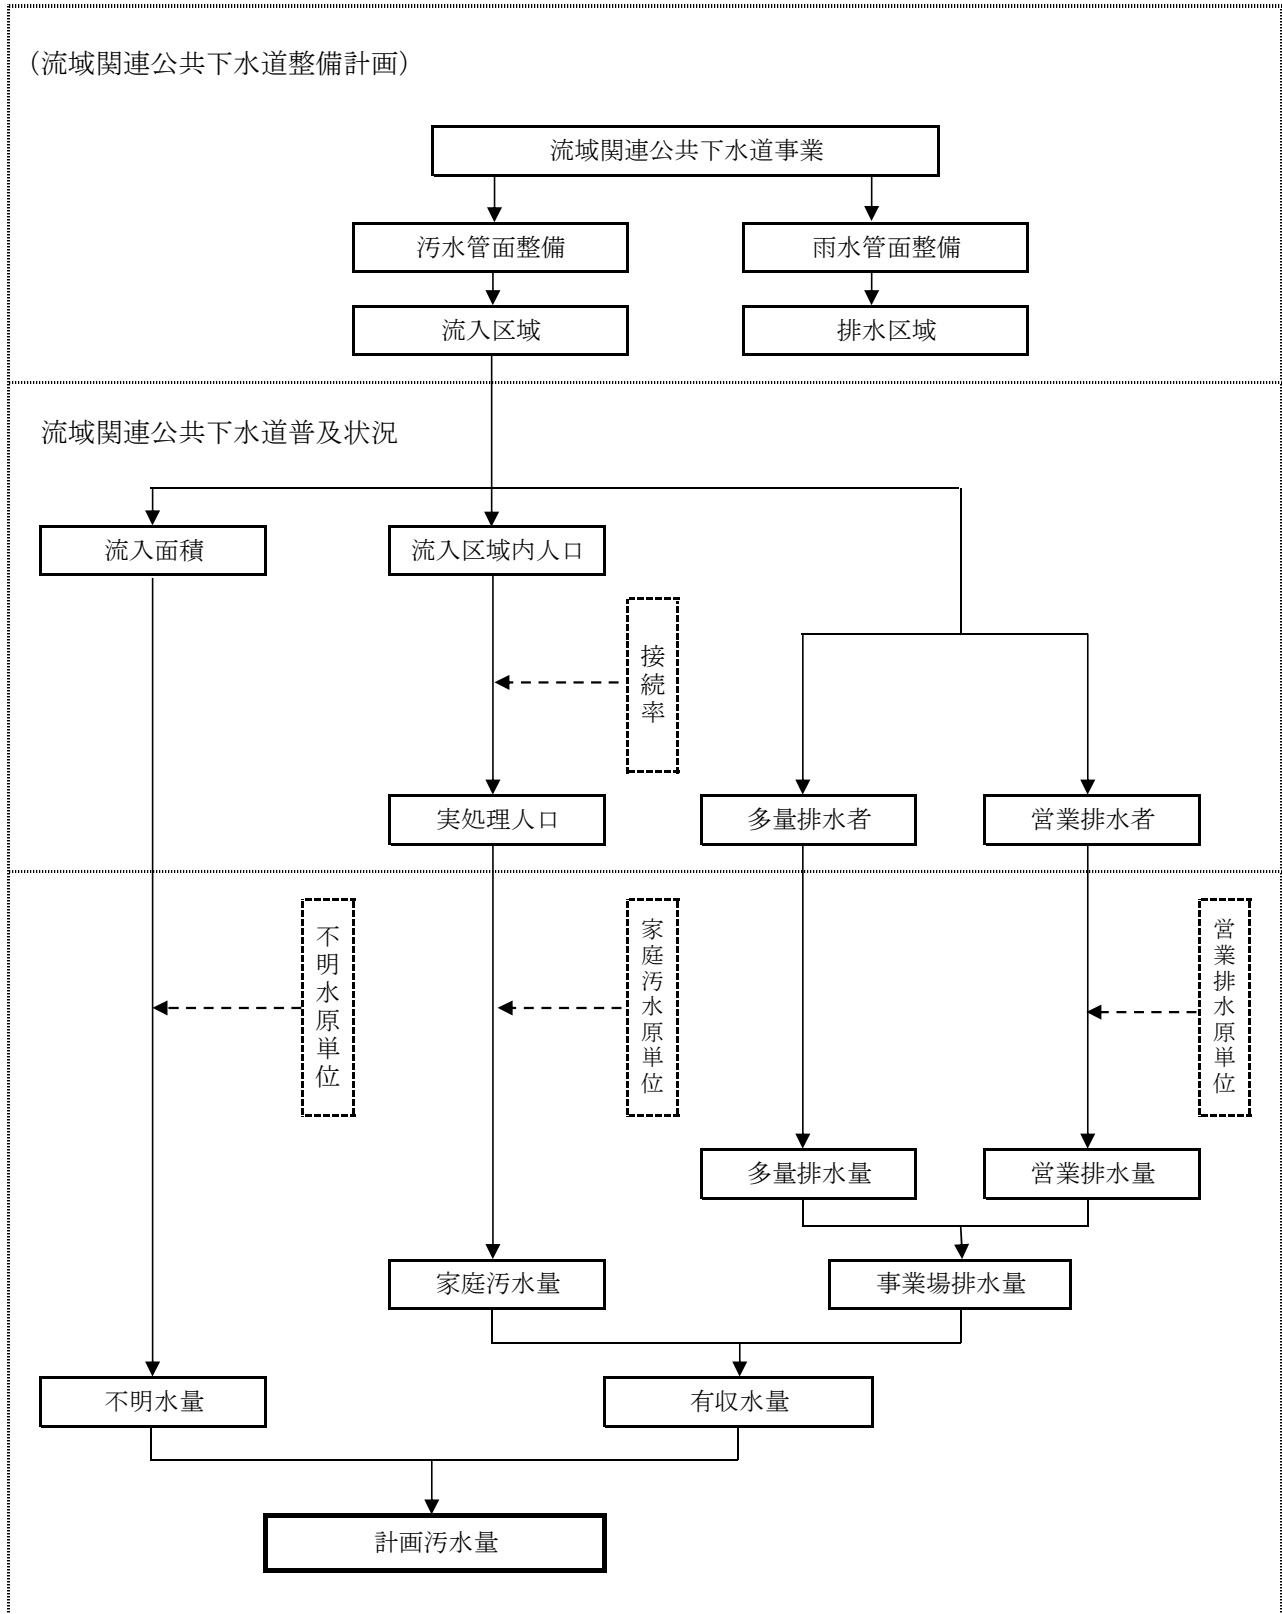 （流域関連公共下水道整備計画）
流域関連公共下水道事業
汚水管面整備
雨水管面整備
流入区域
排水区域
流域関連公共下水道普及状況
流入面積
流入区域内人口
接続率
実処理人口
多量排水者
営業排水者
不明水原単位
家庭汚水原単位
営業排水原単位
多量排水量
営業排水量
家庭汚水量
事業場排水量
不明水量
有収水量
計画汚水量